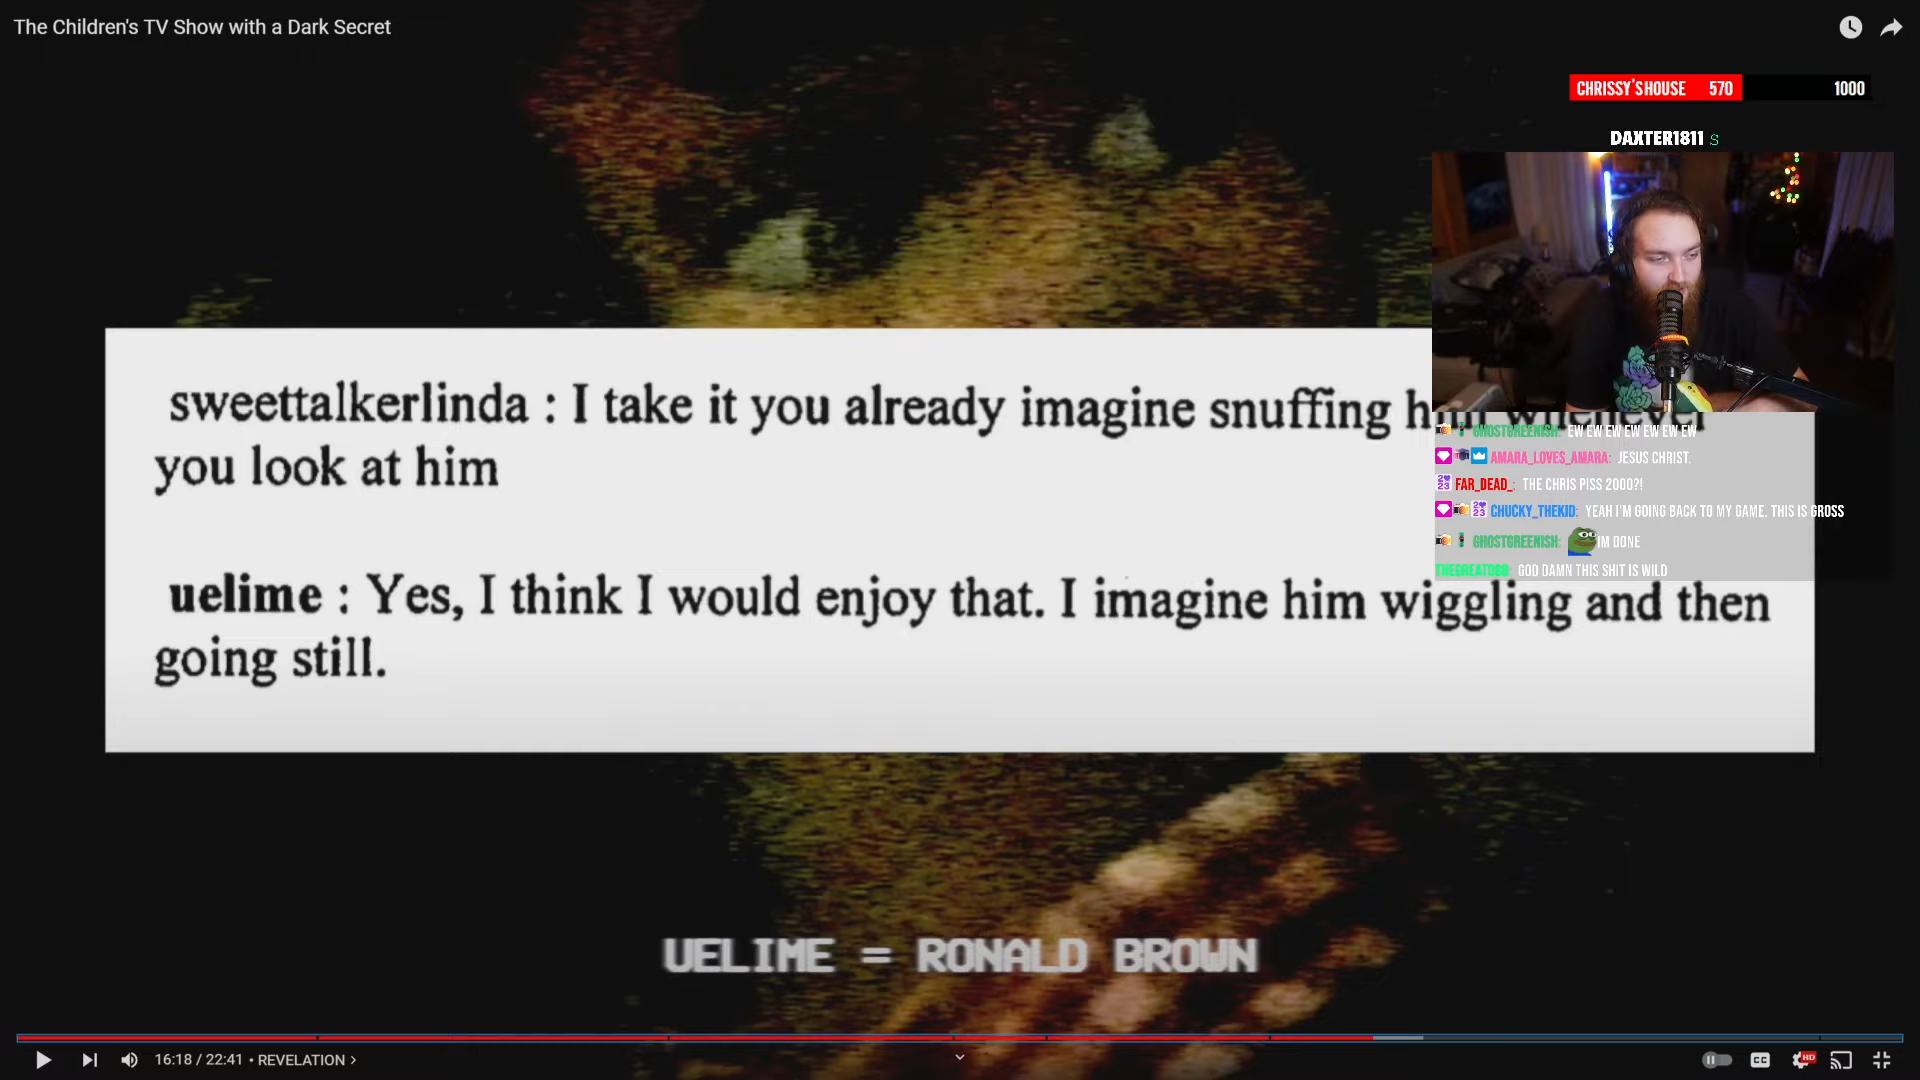 The Children's TV Show with a Dark Secret
CHRISSY'SHOUSE 570 1000
DAXTER1811 S
sweettalkerlinda : I take it you already imagine snuffing him whenever
you look at him
GHOSTGREENISH: EW EW EW EW EW EW EW
AMARA_LOVES_AMARA: JESUS CHRIST.
FAR_DEAD_: THE CHRIS PISS 2000?!
CHUCKY_THEKID: YEAH I'M GOING BACK TO MY GAME. THIS IS GROSS
GHOSTGREENISH: IM DONE
GOD DAMN THIS SHIT IS WILD
uelime : Yes, I think I would enjoy that. I imagine him wiggling and then
going still.
UELIME = RONALD BROWN
16:18 / 22:41 • REVELATION >
CC
HD